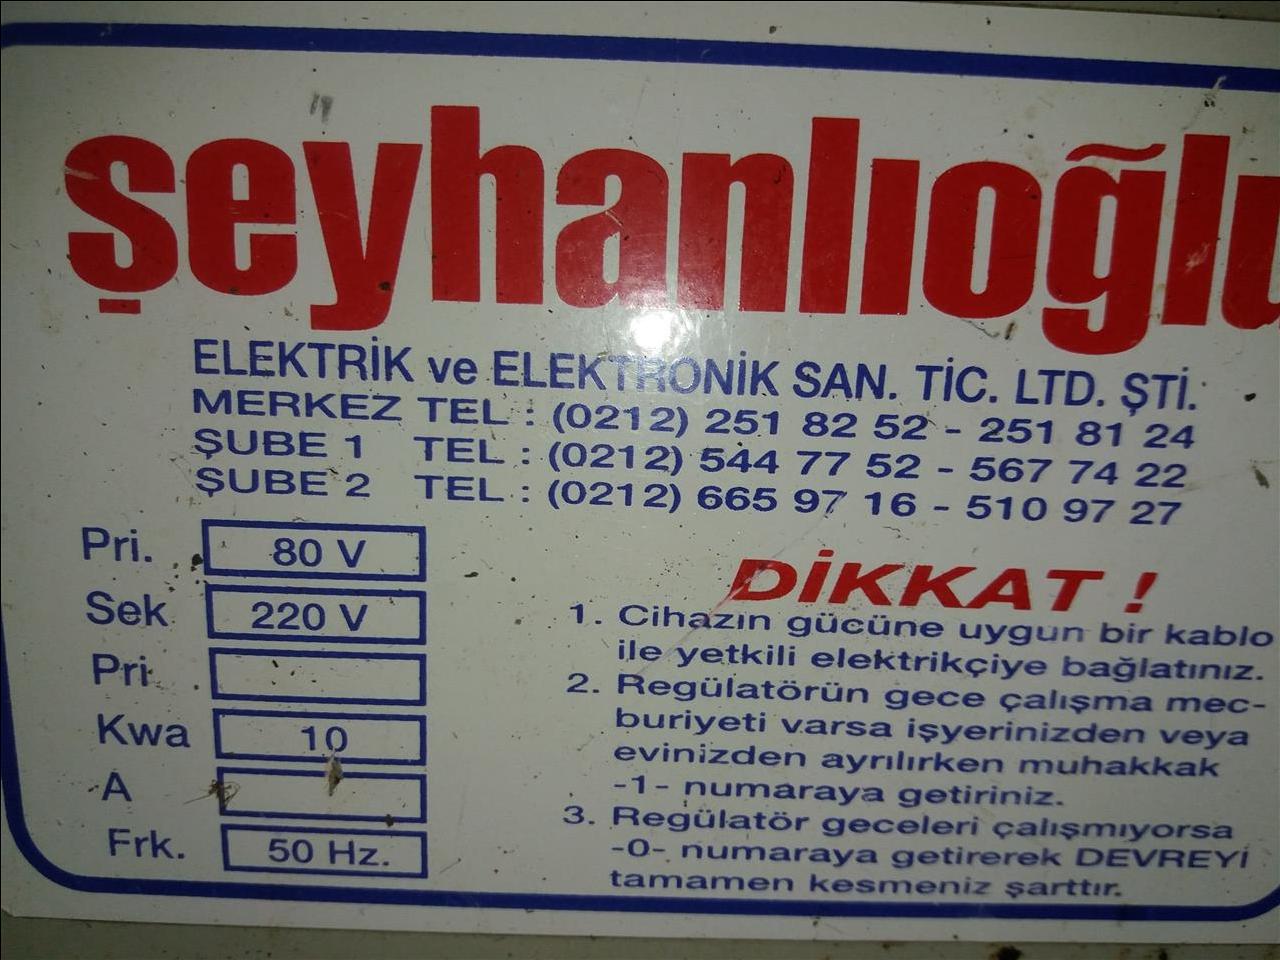 şeyhanlıoğlu
ELEKTRİK ve ELEKTRONİK SAN. TİC. LTD. ŞTİ.
MERKEZ TEL : (0212) 251 82 52 - 251 81 24
ŞUBE 1 TEL : (0212) 544 77 52 - 567 74 22
ŞUBE 2 TEL : (0212) 665 97 16 - 510 97 27
Pri. 80 V
Sek 220 V
Pri
Kwa 10
A
Frk. 50 Hz.
DİKKAT !
1. Cihazın gücüne uygun bir kablo
ile yetkili elektrikçiye bağlatınız.
2. Regülatörün gece çalışma mec-
buriyeti varsa işyerinizden veya
evinizden ayrılırken muhakkak
-1- numaraya getiriniz.
3. Regülatör geceleri çalışmıyorsa
-0- numaraya getirerek DEVREYİ
tamamen kesmeniz şarttır.